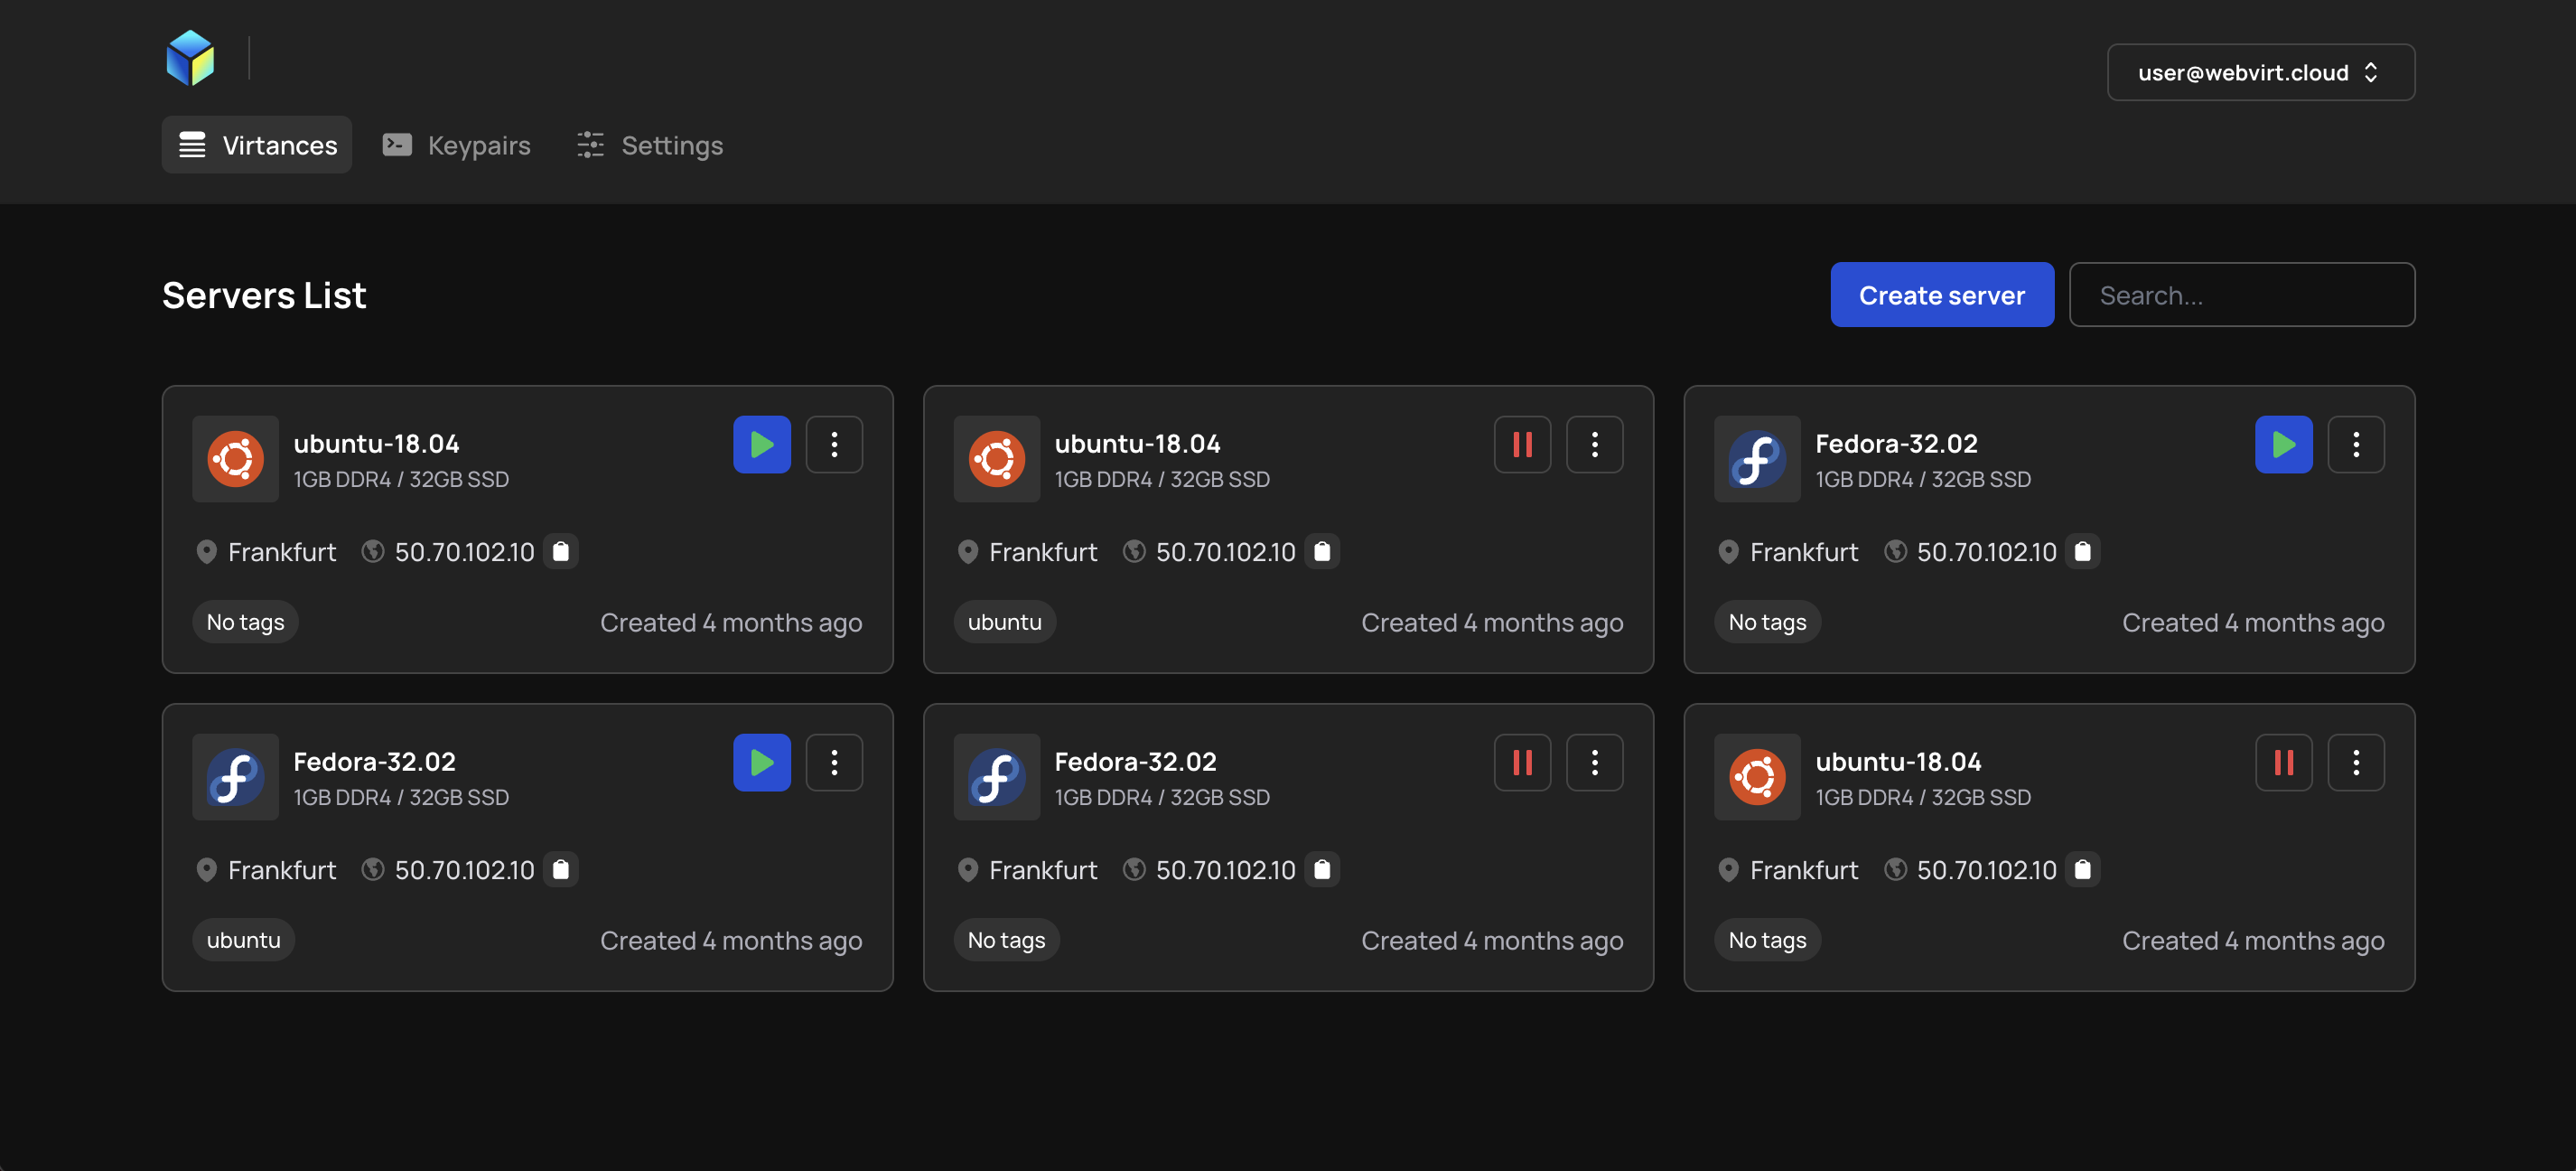 user@webvirt.cloud
Virtances Keypairs Settings
Servers List
Create server Search...
ubuntu-18.04
1GB DDR4 / 32GB SSD
Frankfurt 50.70.102.10
No tags Created 4 months ago
ubuntu-18.04
1GB DDR4 / 32GB SSD
Frankfurt 50.70.102.10
ubuntu Created 4 months ago
Fedora-32.02
1GB DDR4 / 32GB SSD
Frankfurt 50.70.102.10
No tags Created 4 months ago
Fedora-32.02
1GB DDR4 / 32GB SSD
Frankfurt 50.70.102.10
ubuntu Created 4 months ago
Fedora-32.02
1GB DDR4 / 32GB SSD
Frankfurt 50.70.102.10
No tags Created 4 months ago
ubuntu-18.04
1GB DDR4 / 32GB SSD
Frankfurt 50.70.102.10
No tags Created 4 months ago